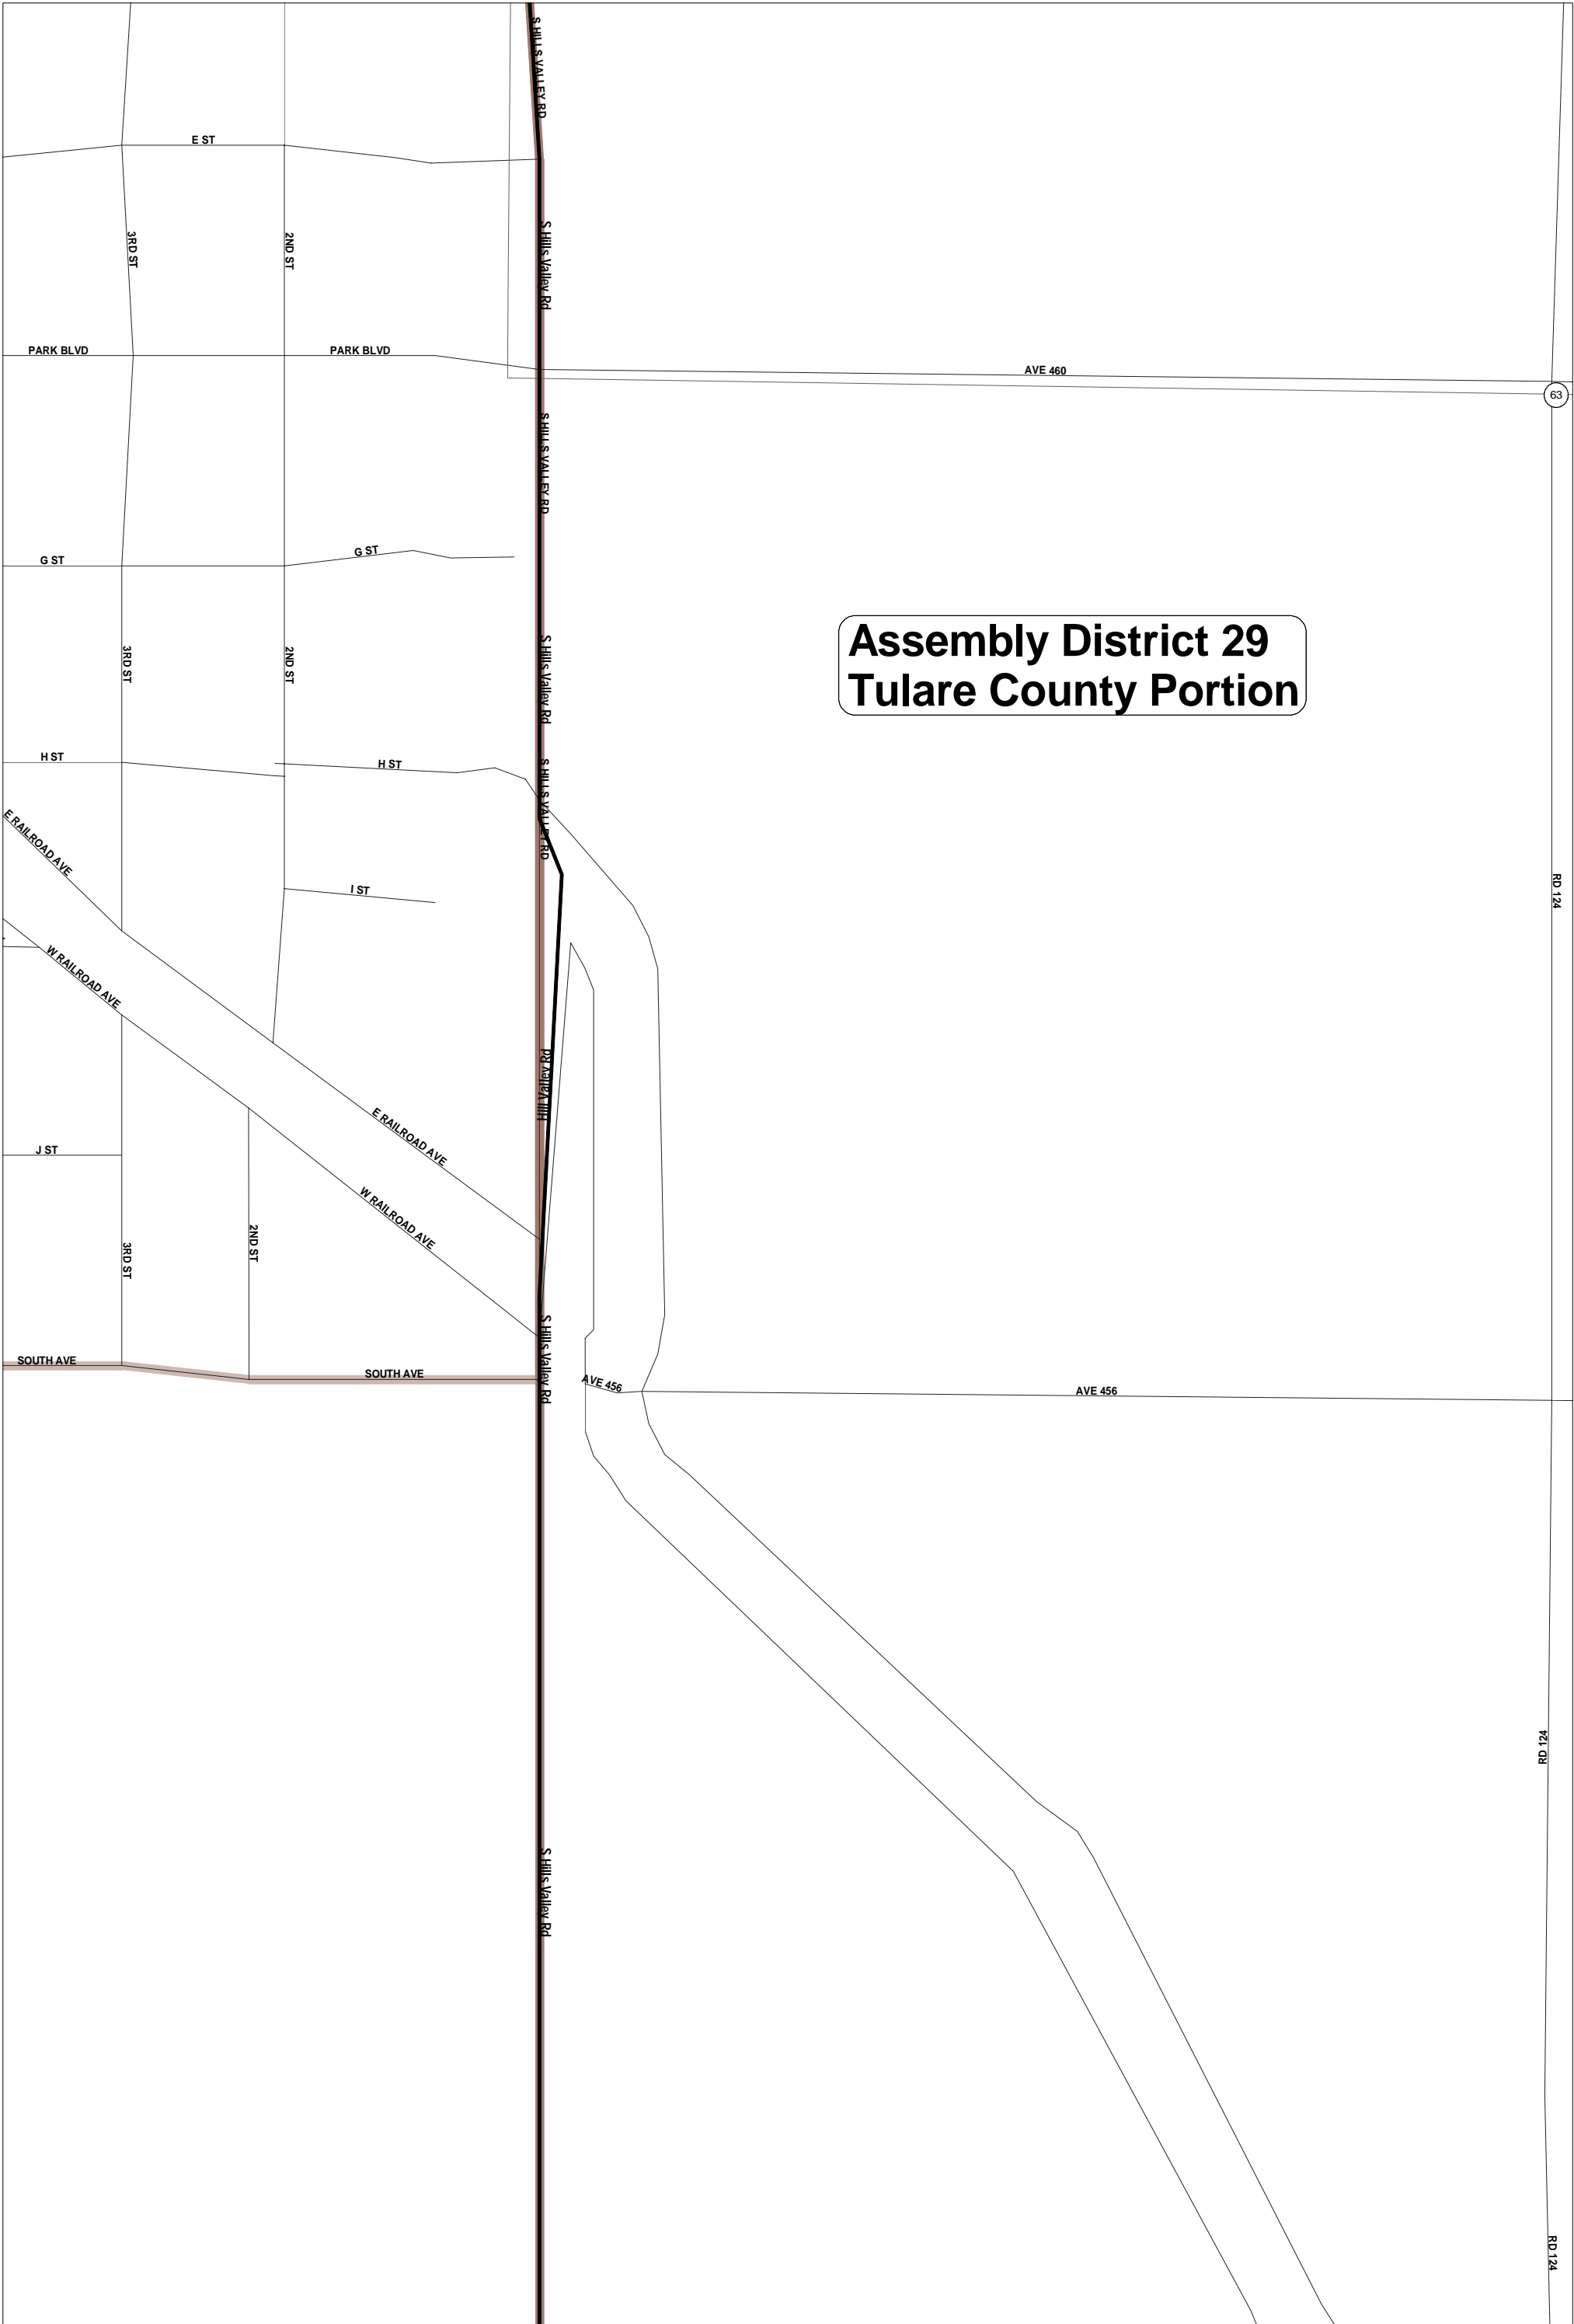 S HILLS VALLEY RD
E ST
3RD ST
2ND ST
S Hills Valley Rd
PARK BLVD
PARK BLVD
AVE 460
63
S HILLS VALLEY RD
G ST
G ST
Assembly District 29
Tulare County Portion
3RD ST
2ND ST
S Hills Valley Rd
H ST
H ST
S HILLS VALLEY RD
E RAILROAD AVE
I ST
RD 124
W RAILROAD AVE
Hill Valley Rd
E RAILROAD AVE
J ST
W RAILROAD AVE
3RD ST
2ND ST
S Hills Valley Rd
SOUTH AVE
SOUTH AVE
AVE 456
AVE 456
RD 124
S Hills Valley Rd
RD 124